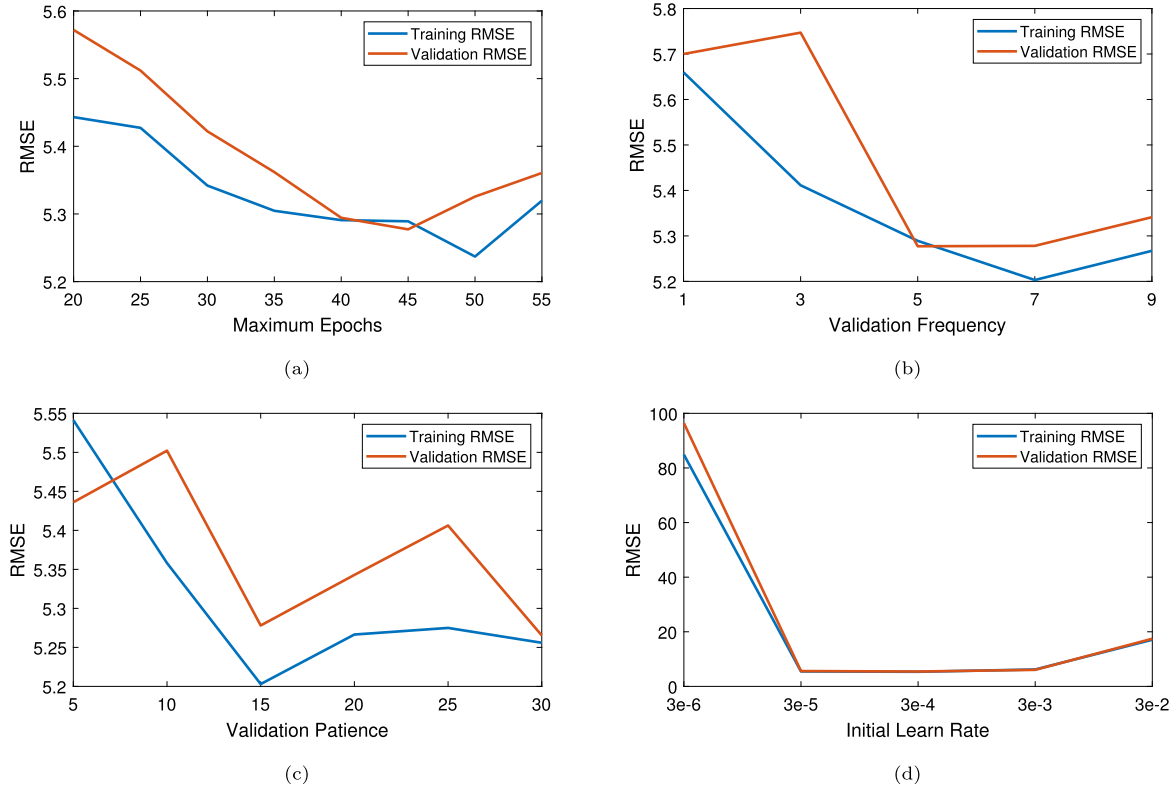 5.6
5.5
5.4
5.3
5.2
RMSE
Training RMSE
Validation RMSE
20 25 30 35 40 45 50 55
Maximum Epochs
(a)
5.8
5.7
5.6
5.5
5.4
5.3
5.2
RMSE
Training RMSE
Validation RMSE
1 3 5 7 9
Validation Frequency
(b)
5.55
5.5
5.45
5.4
5.35
5.3
5.25
5.2
RMSE
Training RMSE
Validation RMSE
5 10 15 20 25 30
Validation Patience
(c)
100
80
60
40
20
0
RMSE
Training RMSE
Validation RMSE
3e-6 3e-5 3e-4 3e-3 3e-2
Initial Learn Rate
(d)